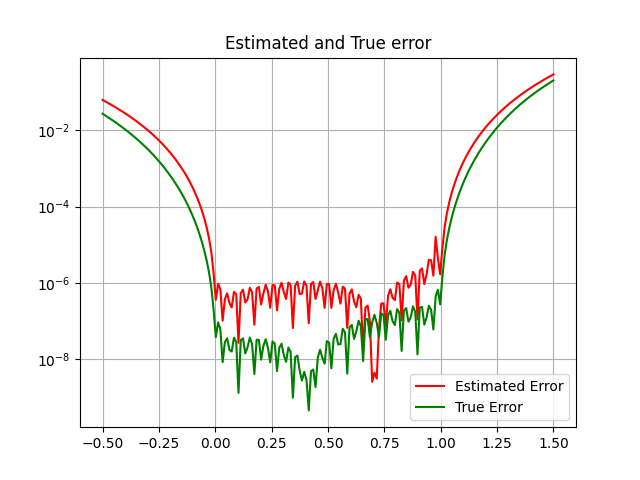 Estimated and True error
10⁻²
10⁻⁴
10⁻⁶
10⁻⁸
Estimated Error
True Error
−0.50 −0.25 0.00 0.25 0.50 0.75 1.00 1.25 1.50